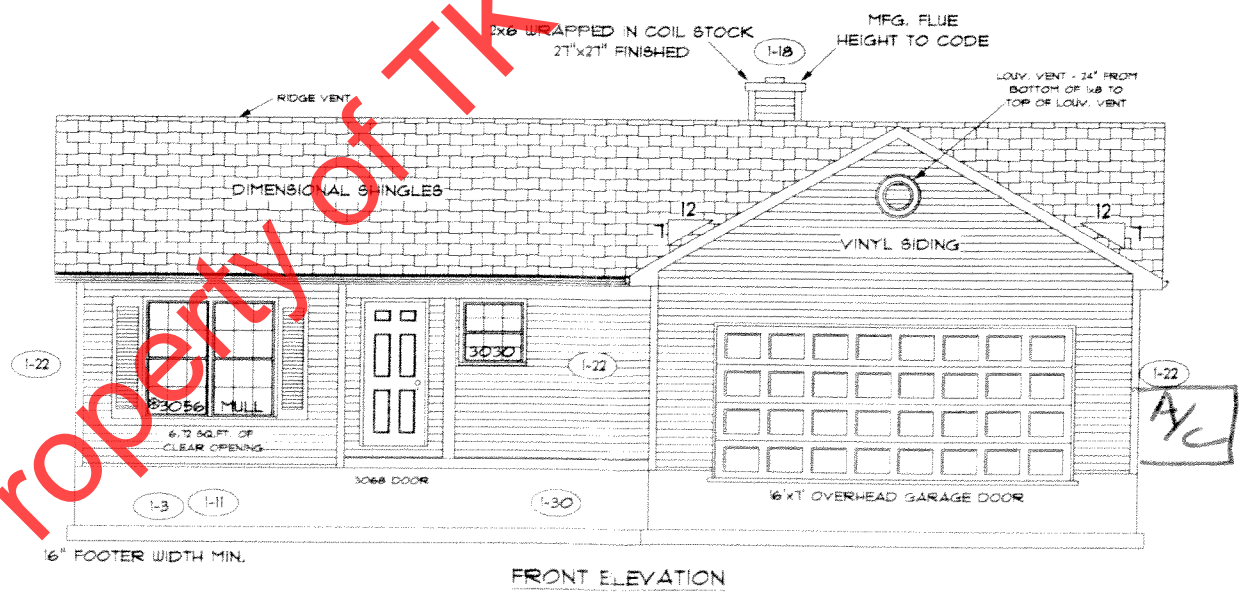 2x6 WRAPPED IN COIL STOCK
27"x27" FINISHED
1-18
MFG. FLUE
HEIGHT TO CODE
LOUV. VENT - 24" FROM
BOTTOM OF 1x8 TO
TOP OF LOUV. VENT
RIDGE VENT
DIMENSIONAL SHINGLES
12
7
VINYL SIDING
12
7
1-22
3030
1-22
1-22
A/C
3056 MULL
6.72 SQ.FT. OF
CLEAR OPENING
3068 DOOR
1-3
1-11
1-30
16'x7' OVERHEAD GARAGE DOOR
16" FOOTER WIDTH MIN.
FRONT ELEVATION
roperty of TK